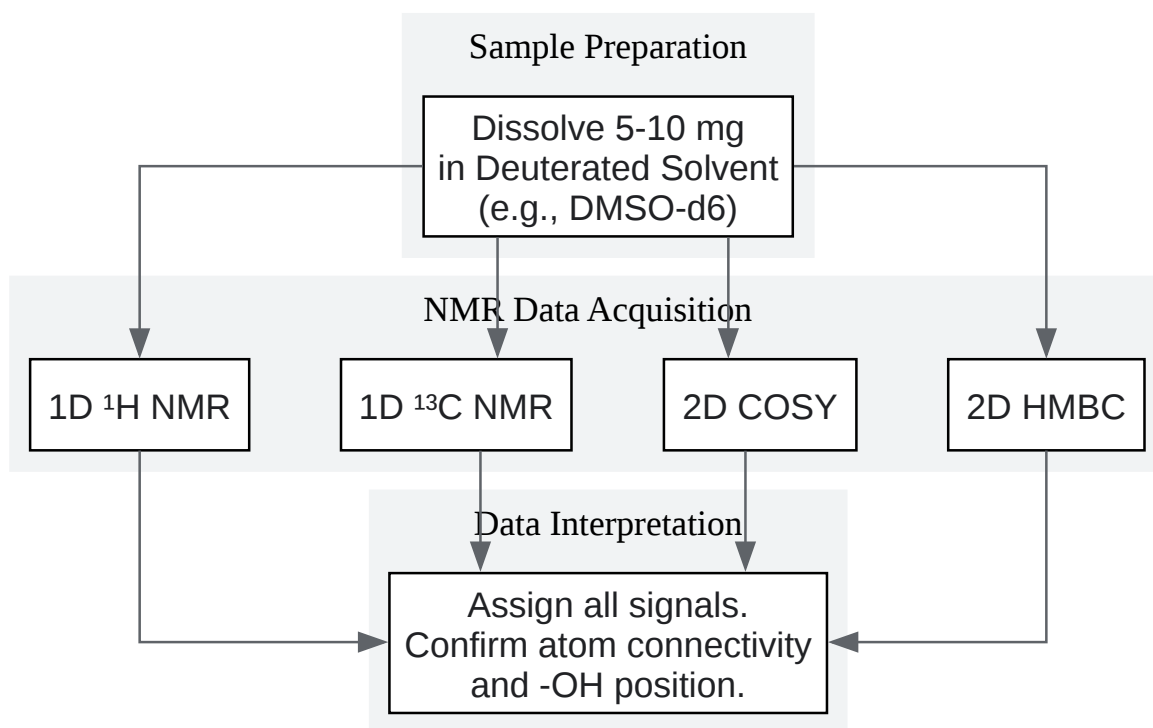 Sample Preparation
Dissolve 5-10 mg
in Deuterated Solvent
(e.g., DMSO-d6)
NMR Data Acquisition
1D ¹H NMR
1D ¹³C NMR
2D COSY
2D HMBC
Data Interpretation
Assign all signals.
Confirm atom connectivity
and -OH position.